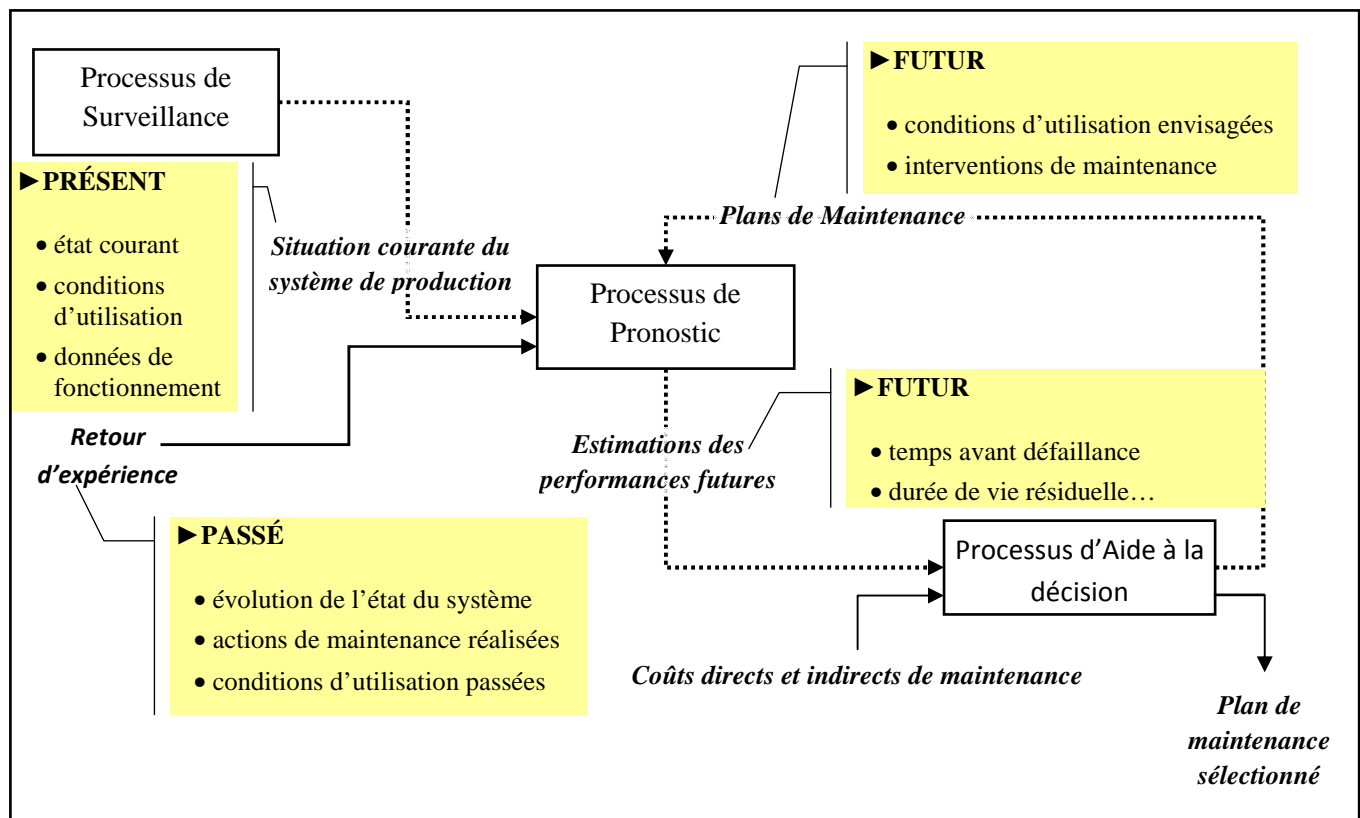 Processus de
Surveillance
►PRÉSENT
• état courant
• conditions
d’utilisation
• données de
fonctionnement
Situation courante du
système de production
►FUTUR
• conditions d’utilisation envisagées
• interventions de maintenance
Plans de Maintenance
Processus de
Pronostic
Retour
d’expérience
►PASSÉ
• évolution de l’état du système
• actions de maintenance réalisées
• conditions d’utilisation passées
Estimations des
performances futures
►FUTUR
• temps avant défaillance
• durée de vie résiduelle…
Processus d’Aide à la
décision
Coûts directs et indirects de maintenance
Plan de
maintenance
sélectionné